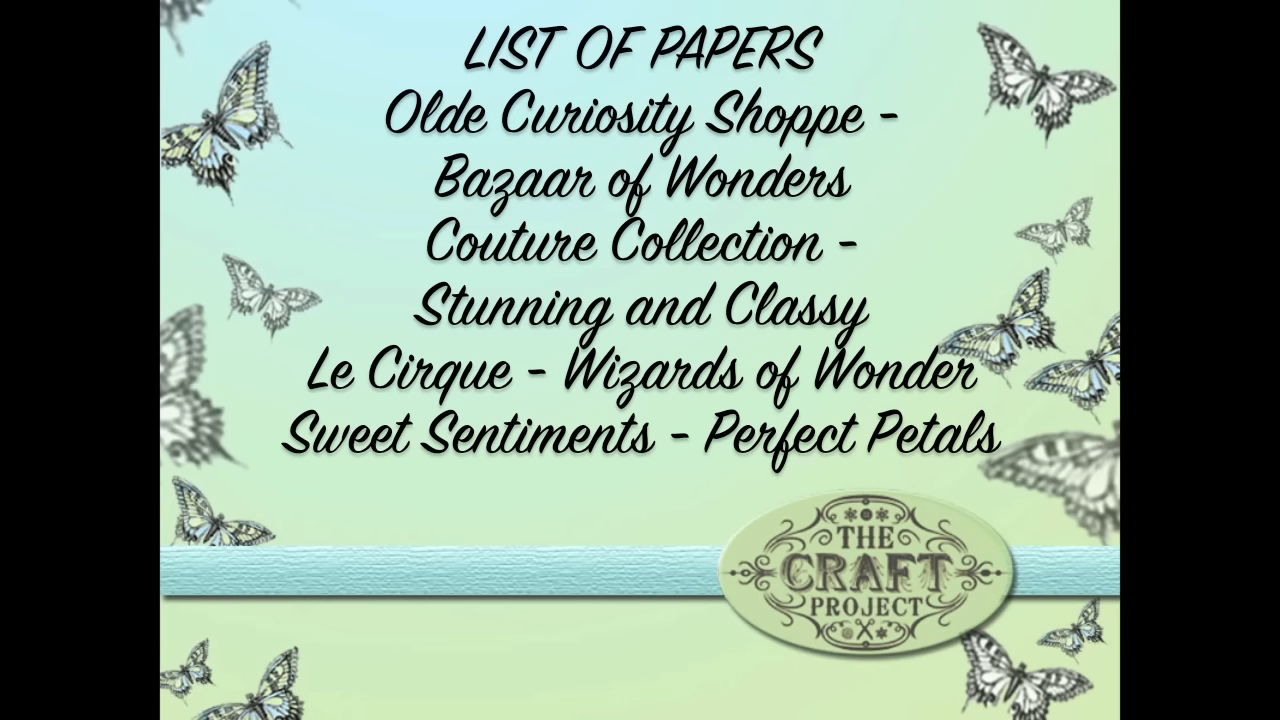 LIST OF PAPERS
Olde Curiosity Shoppe -
Bazaar of Wonders
Couture Collection -
Stunning and Classy
Le Cirque - Wizards of Wonder
Sweet Sentiments - Perfect Petals
THE
CRAFT
PROJECT